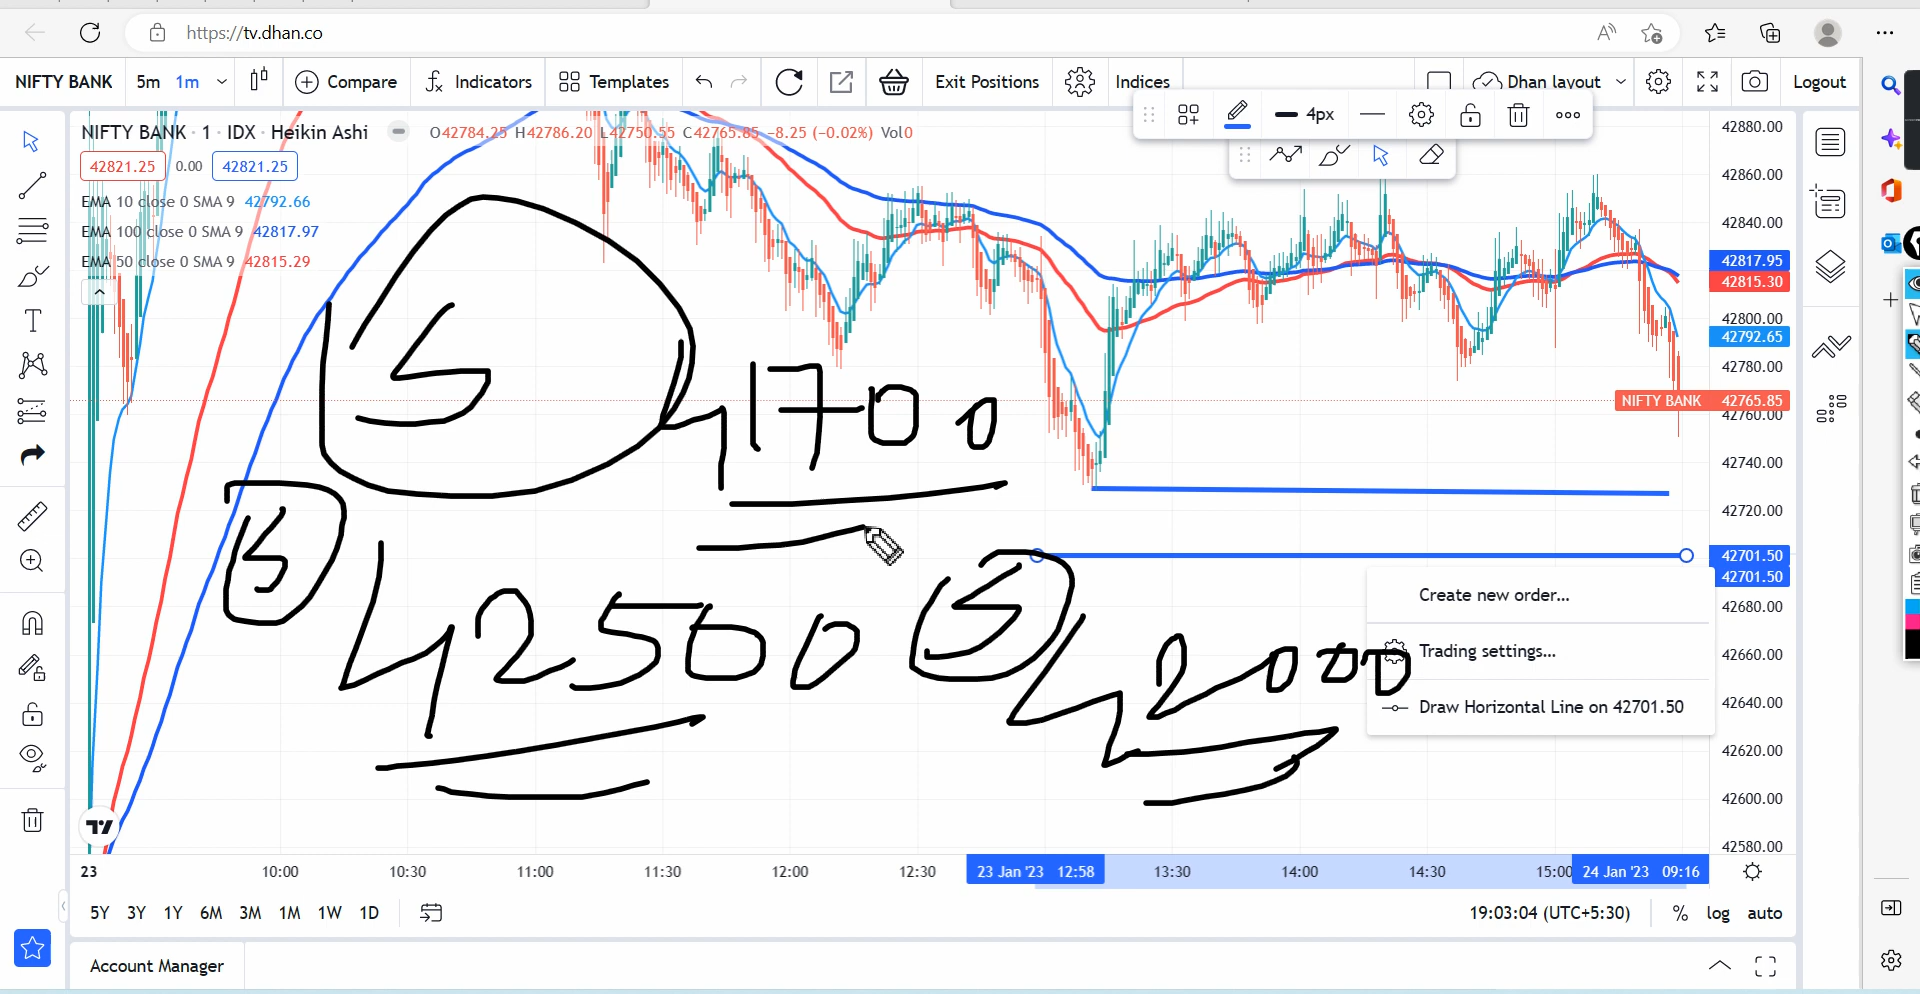 https://tv.dhan.co
NIFTY BANK 5m 1m Compare Indicators Templates Exit Positions Indices Dhan layout Logout
4px
NIFTY BANK · 1 · IDX · Heikin Ashi O42784.25 H42786.20 L42750.55 C42765.85 −8.25 (−0.02%) Vol0
42821.25 0.00 42821.25
EMA 10 close 0 SMA 9 42792.66
EMA 100 close 0 SMA 9 42817.97
EMA 50 close 0 SMA 9 42815.29
42880.00
42860.00
42840.00
42817.95
42815.30
42800.00
42792.65
42780.00
NIFTY BANK 42765.85
42760.00
42740.00
42720.00
42701.50
42701.50
42680.00
42660.00
42640.00
42620.00
42600.00
42580.00
S
41700
S
42500
S
42000
Create new order...
Trading settings...
Draw Horizontal Line on 42701.50
23 10:00 10:30 11:00 11:30 12:00 12:30 23 Jan '23 12:58 13:30 14:00 14:30 15:00 24 Jan '23 09:16
5Y 3Y 1Y 6M 3M 1M 1W 1D 19:03:04 (UTC+5:30) % log auto
Account Manager